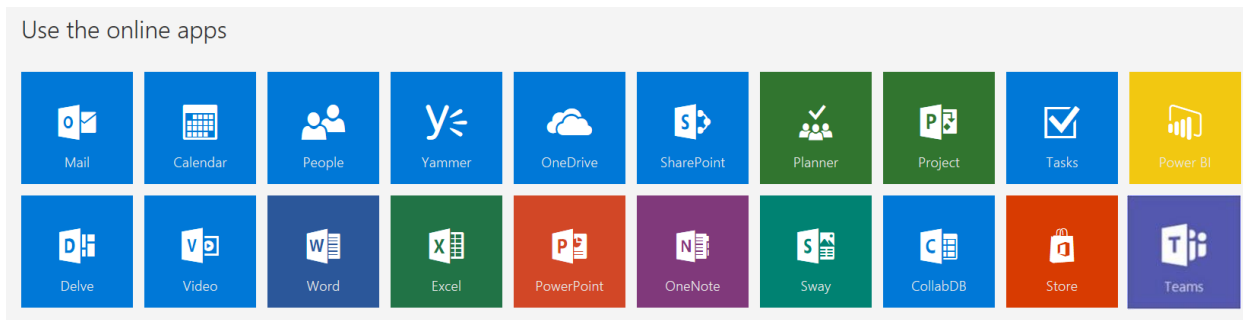 Use the online apps
Mail Calendar People Yammer OneDrive SharePoint Planner Project Tasks Power BI
Delve Video Word Excel PowerPoint OneNote Sway CollabDB Store Teams